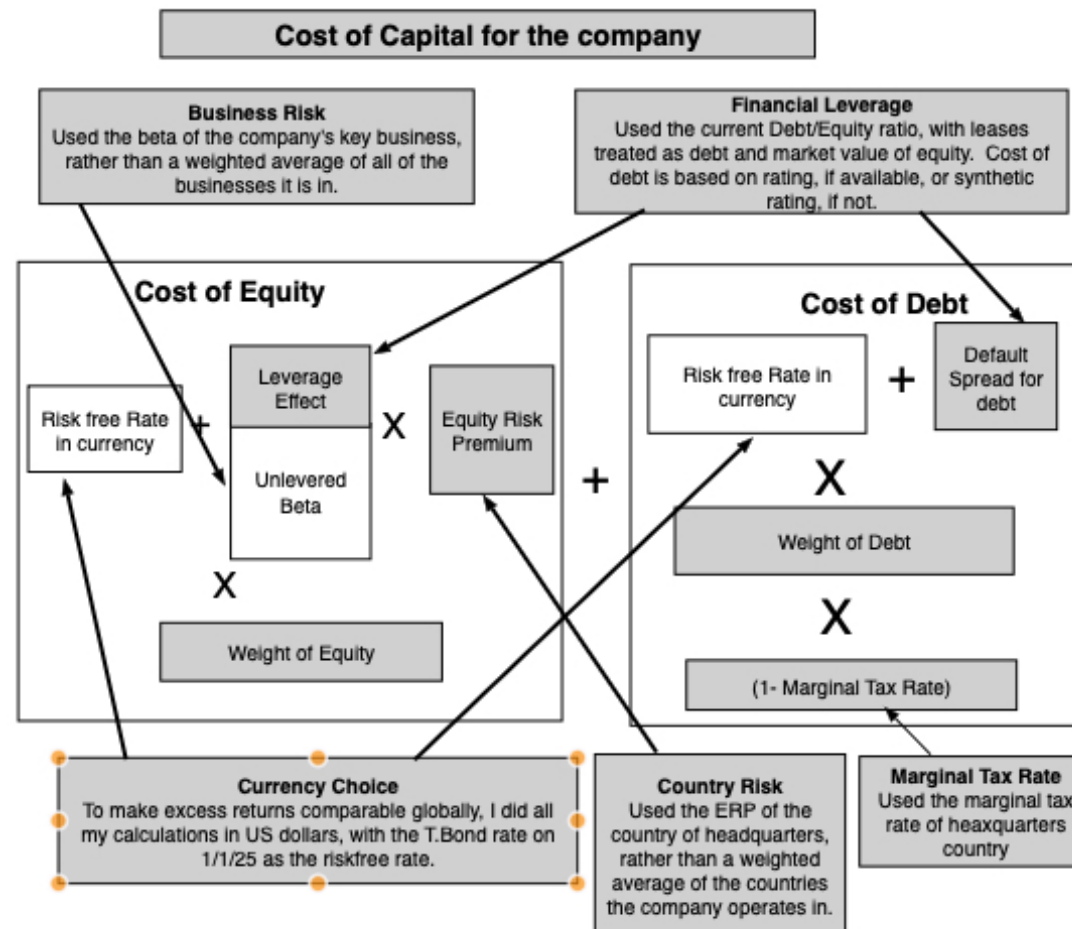 Cost of Capital for the company
Business Risk
Used the beta of the company's key business,
rather than a weighted average of all of the
businesses it is in.
Financial Leverage
Used the current Debt/Equity ratio, with leases
treated as debt and market value of equity. Cost of
debt is based on rating, if available, or synthetic
rating, if not.
Cost of Equity
Risk free Rate
in currency
+
Leverage
Effect
Unlevered
Beta
X
Equity Risk
Premium
X
Weight of Equity
+
Cost of Debt
Risk free Rate in
currency
+
Default
Spread for
debt
X
Weight of Debt
X
(1- Marginal Tax Rate)
Currency Choice
To make excess returns comparable globally, I did all
my calculations in US dollars, with the T.Bond rate on
1/1/25 as the riskfree rate.
Country Risk
Used the ERP of the
country of headquarters,
rather than a weighted
average of the countries
the company operates in.
Marginal Tax Rate
Used the marginal tax
rate of heaxquarters
country